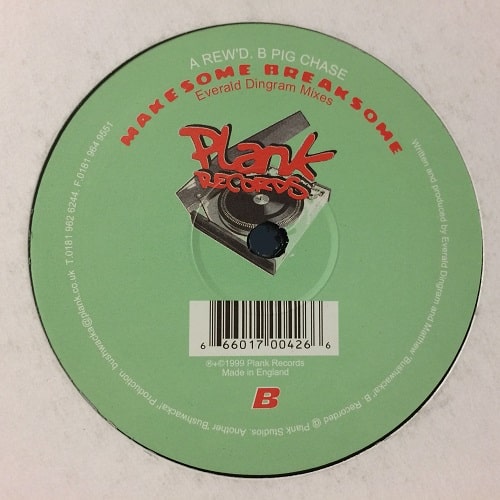 A REW'D. B PIG CHASE
MAKESOME BREAKSOME
Everald Dingram Mixes
Plank
RECORDS
6 66017 00426 6
℗+©1999 Plank Records
Made in England
B
Written and produced by Everald Dingram and Matthew 'Bushwacka!' B. Recorded @ Plank Studios. Another 'Bushwacka!' Production. bushwacka@plank.co.uk T.0181 962 6244. F.0181 964 9551